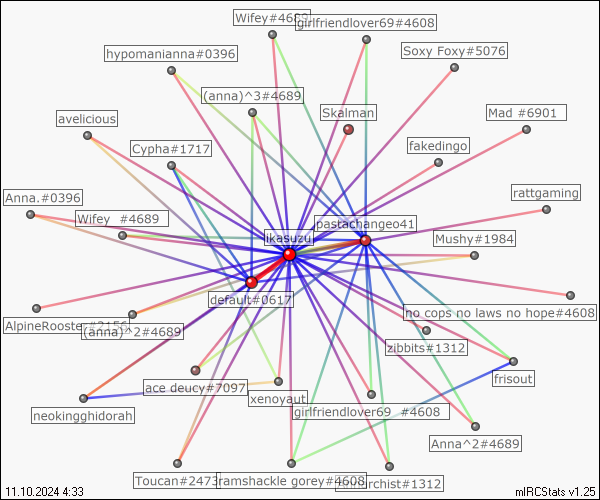 Wifey#4689
girlfriendlover69#4608
hypomanianna#0396
Soxy Foxy#5076
(anna)^3#4689
Skalman
Mad #6901
avelicious
Cypha#1717
fakedingo
Anna.#0396
rattgaming
Wifey #4689
pastachangeo41
ikasuzu
Mushy#1984
default#0617
no cops no laws no hope#4608
AlpineRooster#2156
(anna)^2#4689
zibbits#1312
ace deucy#7097
frisout
xenoyaut
neokingghidorah
girlfriendlover69 #4608
Anna^2#4689
Toucan#2473
ramshackle gorey#4608
narchist#1312
11.10.2024 4:33
mIRCStats v1.25